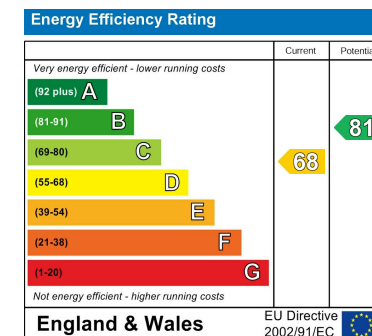 Energy Efficiency Rating
Current Potentia
Very energy efficient - lower running costs
(92 plus) A
(81-91) B
81
(69-80) C
68
(55-68) D
(39-54) E
(21-38) F
(1-20) G
Not energy efficient - higher running costs
England & Wales
EU Directive
2002/91/EC